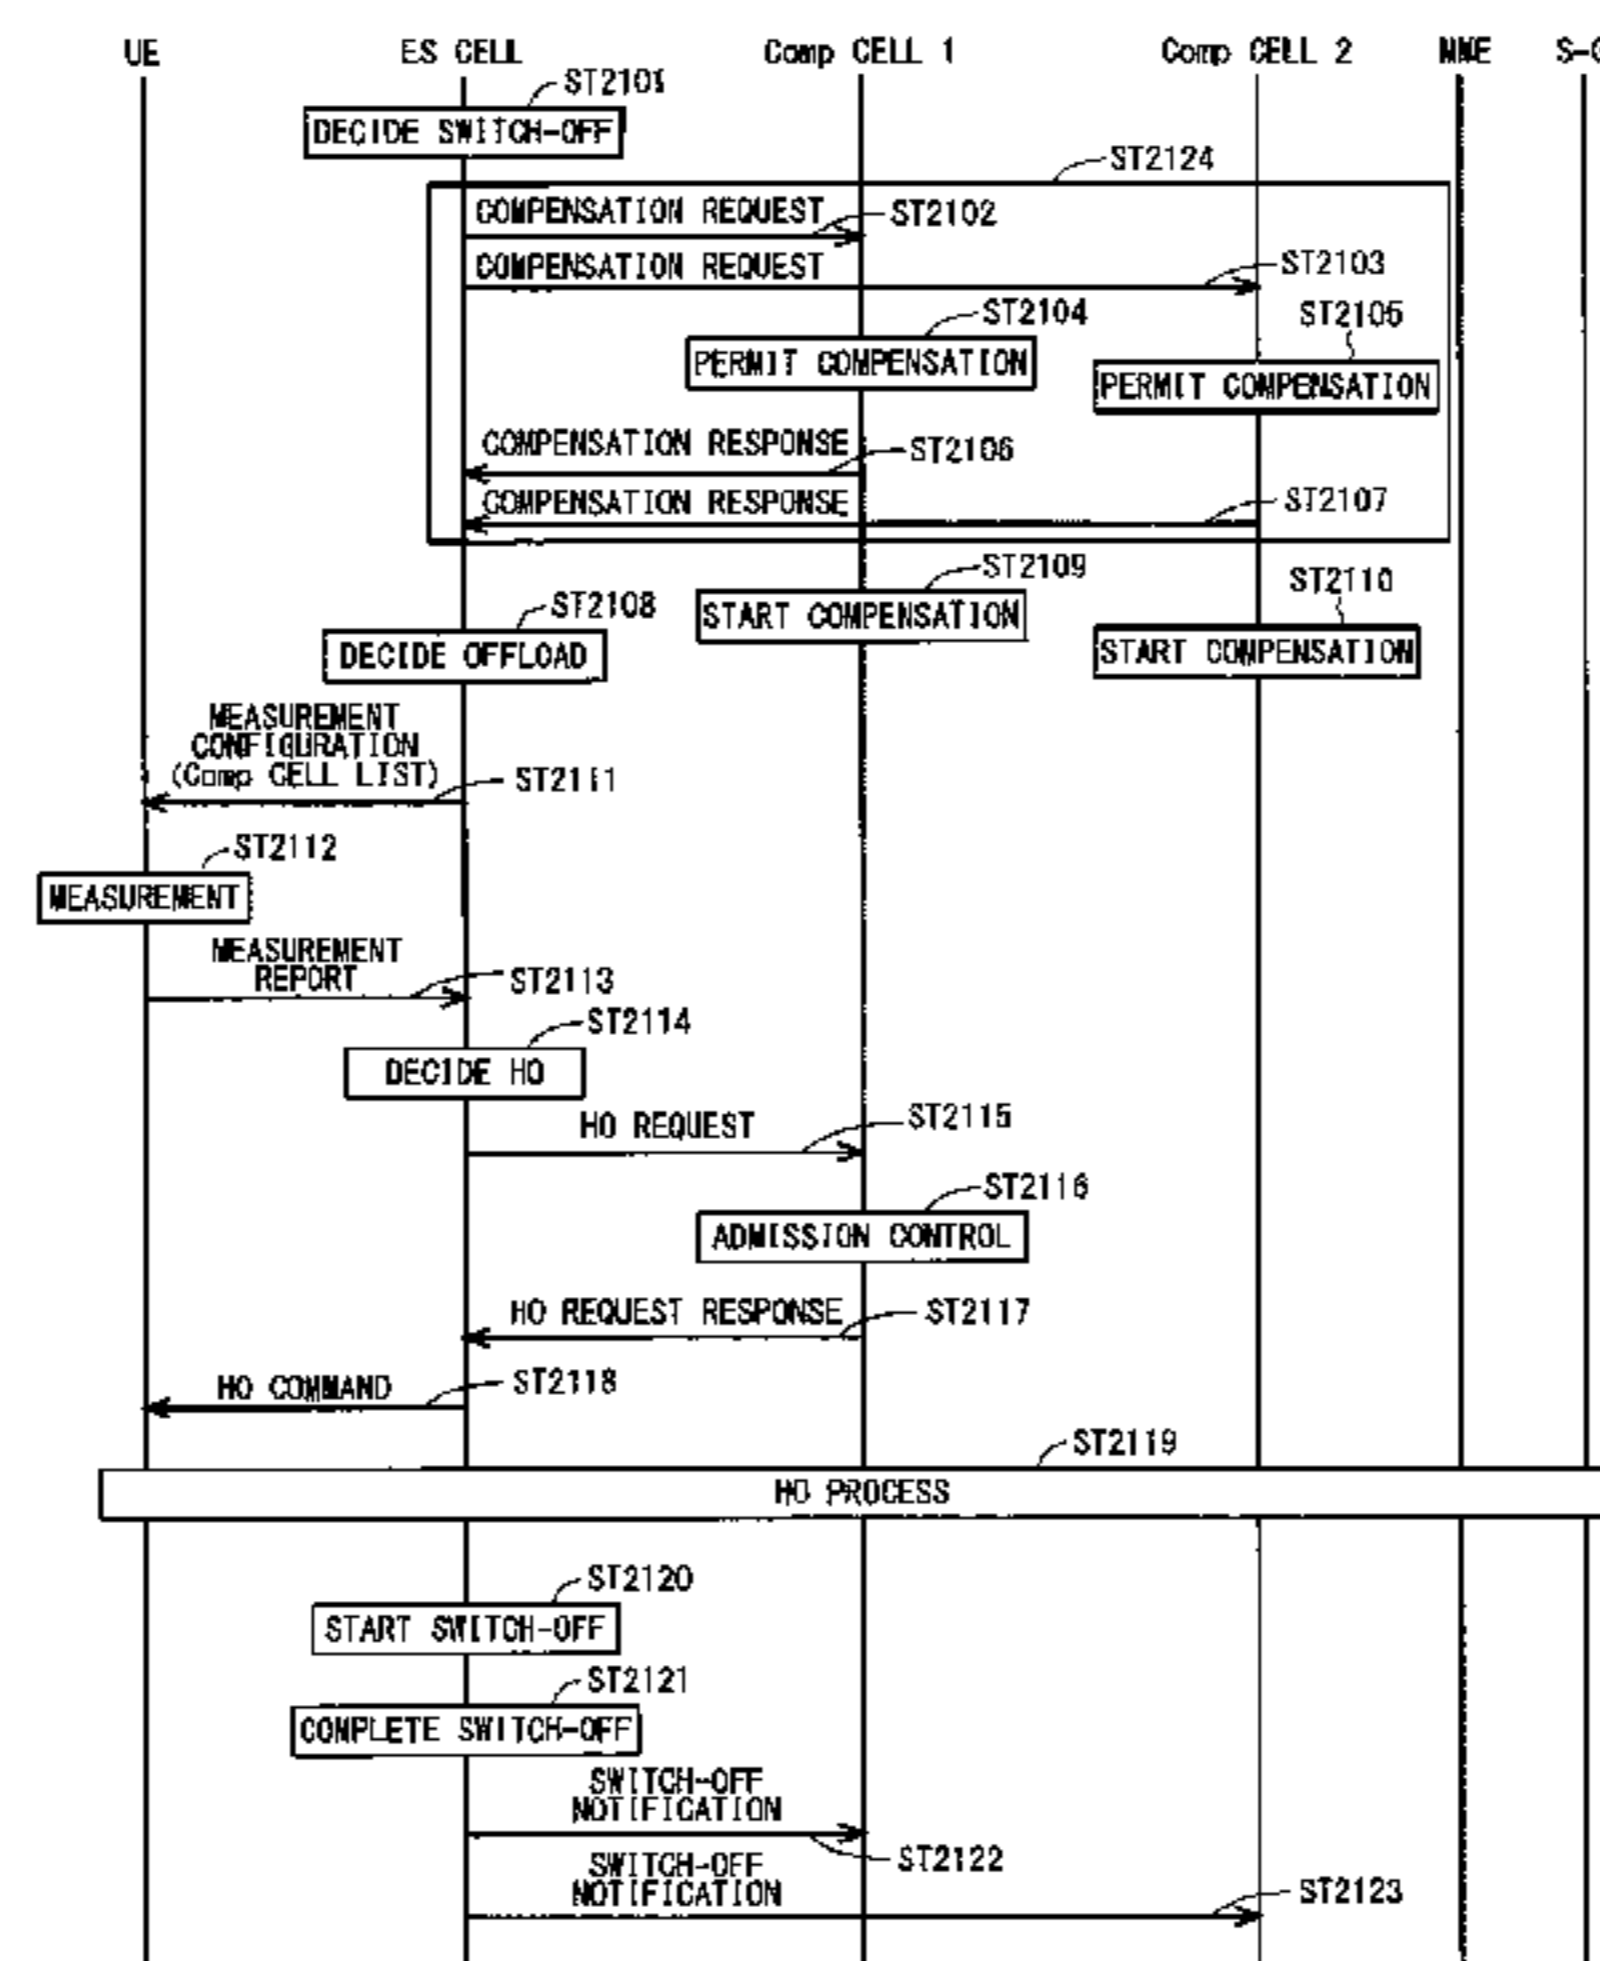 UE ES CELL Comp CELL 1 Comp CELL 2 MME
ST2101
DECIDE SWITCH-OFF
ST2124
COMPENSATION REQUEST ST2102
COMPENSATION REQUEST ST2103
ST2104 ST2105
PERMIT COMPENSATION
PERMIT COMPENSATION
COMPENSATION RESPONSE ST2106
COMPENSATION RESPONSE ST2107
ST2109
ST2110
ST2108
START COMPENSATION
DECIDE OFFLOAD
START COMPENSATION
MEASUREMENT
CONFIGURATION
(Comp CELL LIST) ST2111
ST2112
MEASUREMENT
MEASUREMENT
REPORT ST2113
ST2114
DECIDE HO
HO REQUEST ST2115
ST2116
ADMISSION CONTROL
HO REQUEST RESPONSE ST2117
HO COMMAND ST2118
ST2119
HO PROCESS
ST2120
START SWITCH-OFF
ST2121
COMPLETE SWITCH-OFF
SWITCH-OFF
NOTIFICATION
ST2122
SWITCH-OFF
NOTIFICATION ST2123